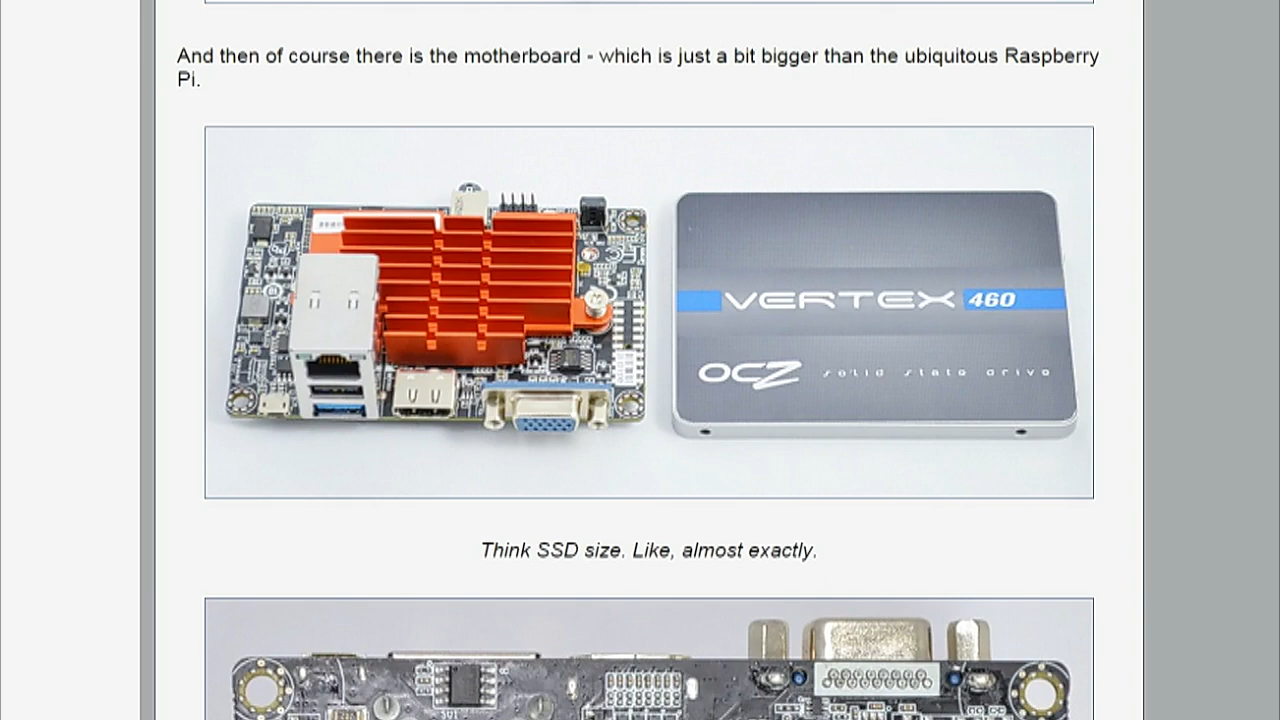 And then of course there is the motherboard - which is just a bit bigger than the ubiquitous Raspberry
Pi.
VERTEX 460
OCZ solid state drive
Think SSD size. Like, almost exactly.